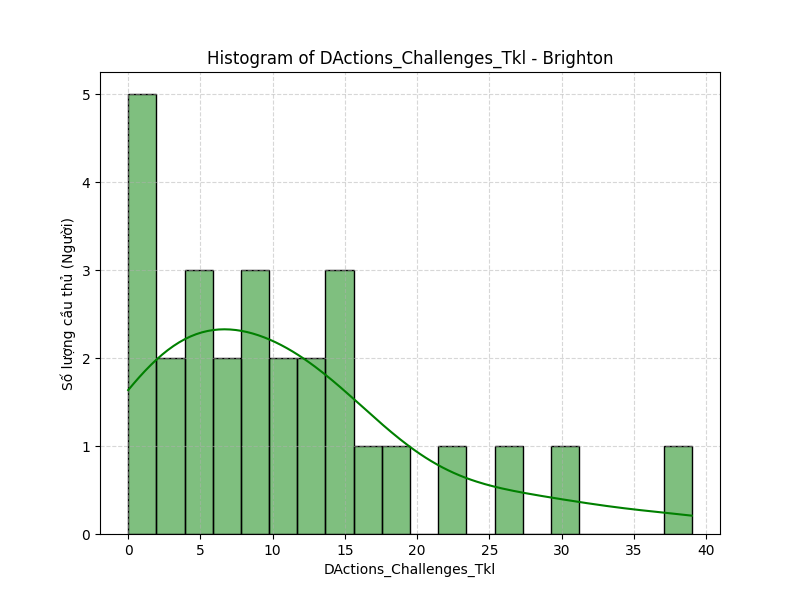 Histogram of DActions_Challenges_Tkl - Brighton
5
4
3
2
1
0
Số lượng cầu thủ (Người)
0 5 10 15 20 25 30 35 40
DActions_Challenges_Tkl